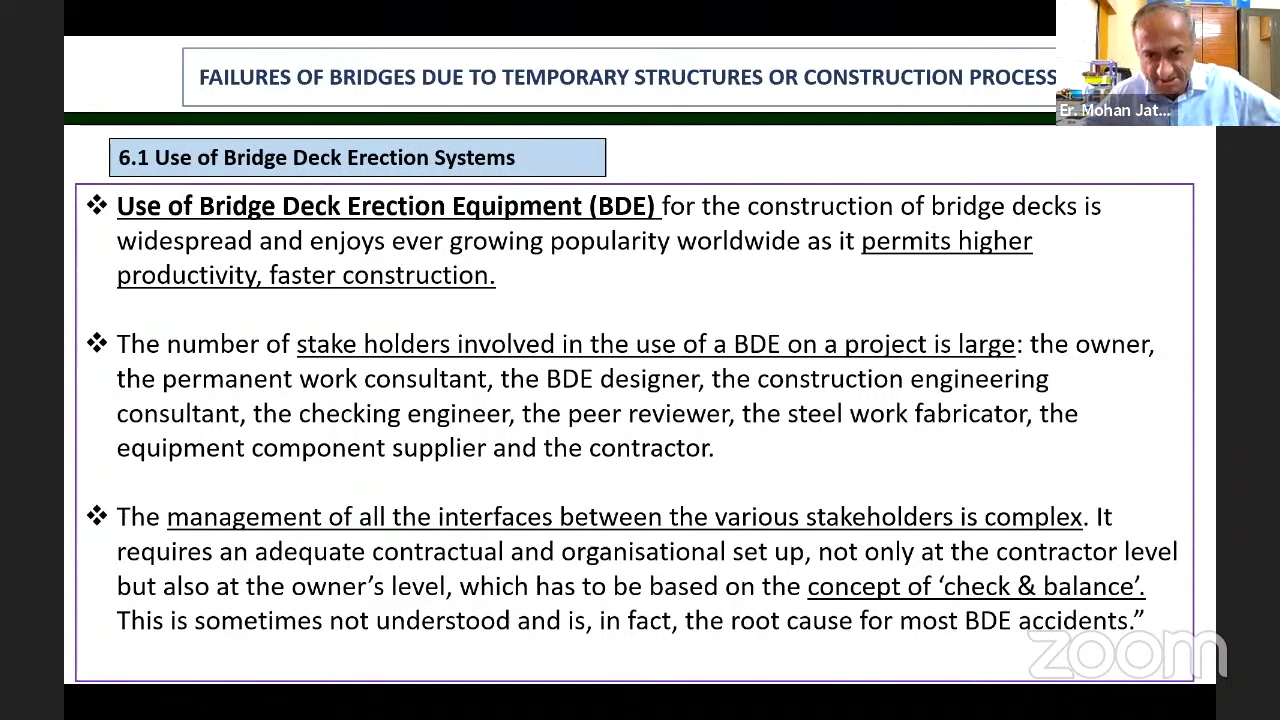 FAILURES OF BRIDGES DUE TO TEMPORARY STRUCTURES OR CONSTRUCTION PROCESS
Er. Mohan Jat...
6.1 Use of Bridge Deck Erection Systems
❖ Use of Bridge Deck Erection Equipment (BDE) for the construction of bridge decks is
widespread and enjoys ever growing popularity worldwide as it permits higher
productivity, faster construction.
❖ The number of stake holders involved in the use of a BDE on a project is large: the owner,
the permanent work consultant, the BDE designer, the construction engineering
consultant, the checking engineer, the peer reviewer, the steel work fabricator, the
equipment component supplier and the contractor.
❖ The management of all the interfaces between the various stakeholders is complex. It
requires an adequate contractual and organisational set up, not only at the contractor level
but also at the owner’s level, which has to be based on the concept of ‘check & balance’.
This is sometimes not understood and is, in fact, the root cause for most BDE accidents.”
zoom